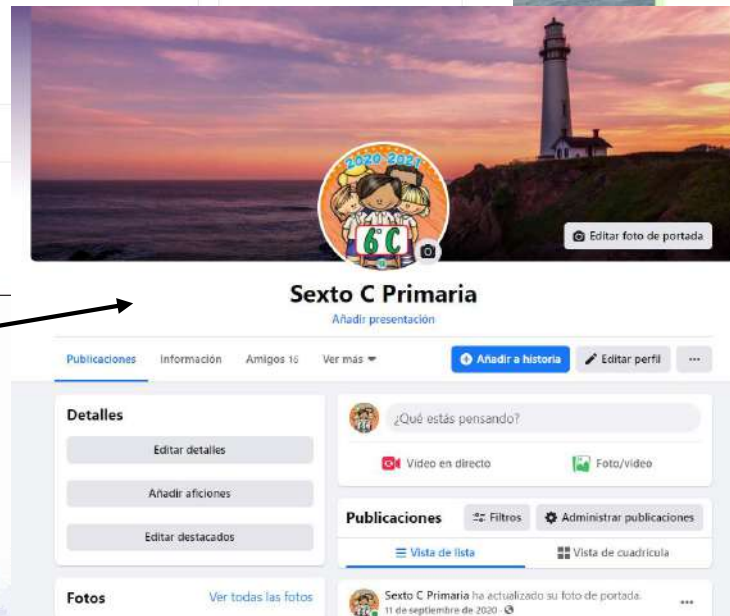 2020 2021
6°C
Editar foto de portada
Sexto C Primaria
Añadir presentación
Publicaciones Información Amigos 16 Ver más
Añadir a historia Editar perfil ...
Detalles
Editar detalles
Añadir aficiones
Editar destacados
Fotos Ver todas las fotos
¿Qué estás pensando?
Vídeo en directo Foto/vídeo
Publicaciones Filtros Administrar publicaciones
Vista de lista Vista de cuadrícula
Sexto C Primaria ha actualizado su foto de portada.
11 de septiembre de 2020 ·
...